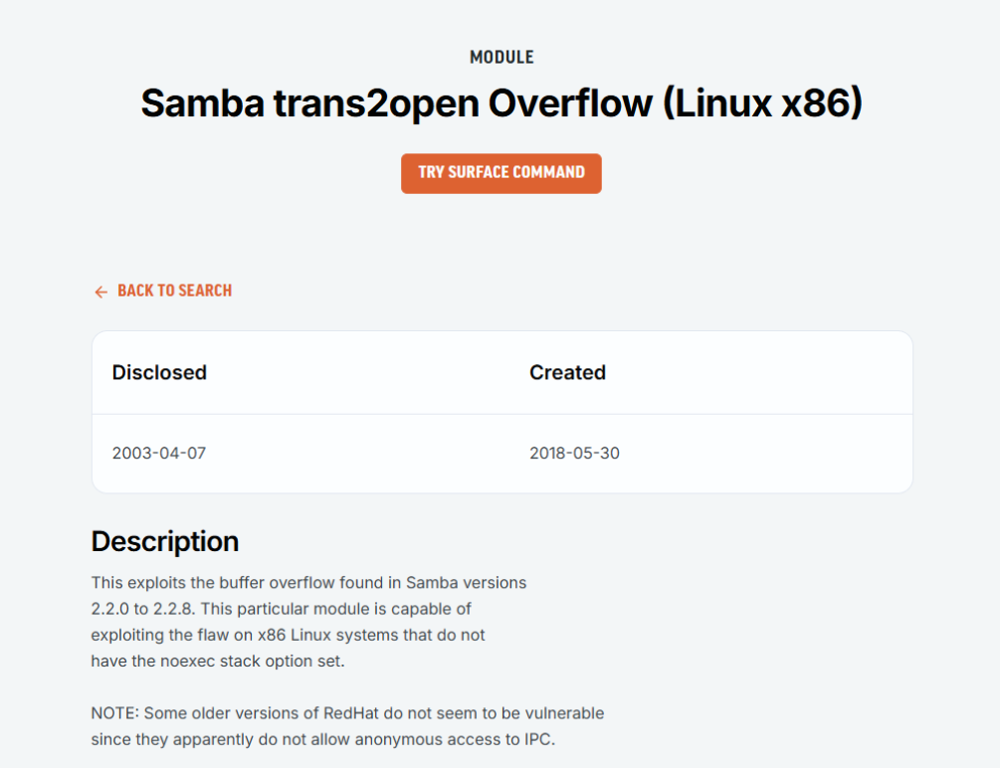 MODULE
Samba trans2open Overflow (Linux x86)
TRY SURFACE COMMAND
← BACK TO SEARCH
Disclosed
Created
2003-04-07
2018-05-30
Description
This exploits the buffer overflow found in Samba versions
2.2.0 to 2.2.8. This particular module is capable of
exploiting the flaw on x86 Linux systems that do not
have the noexec stack option set.
NOTE: Some older versions of RedHat do not seem to be vulnerable
since they apparently do not allow anonymous access to IPC.